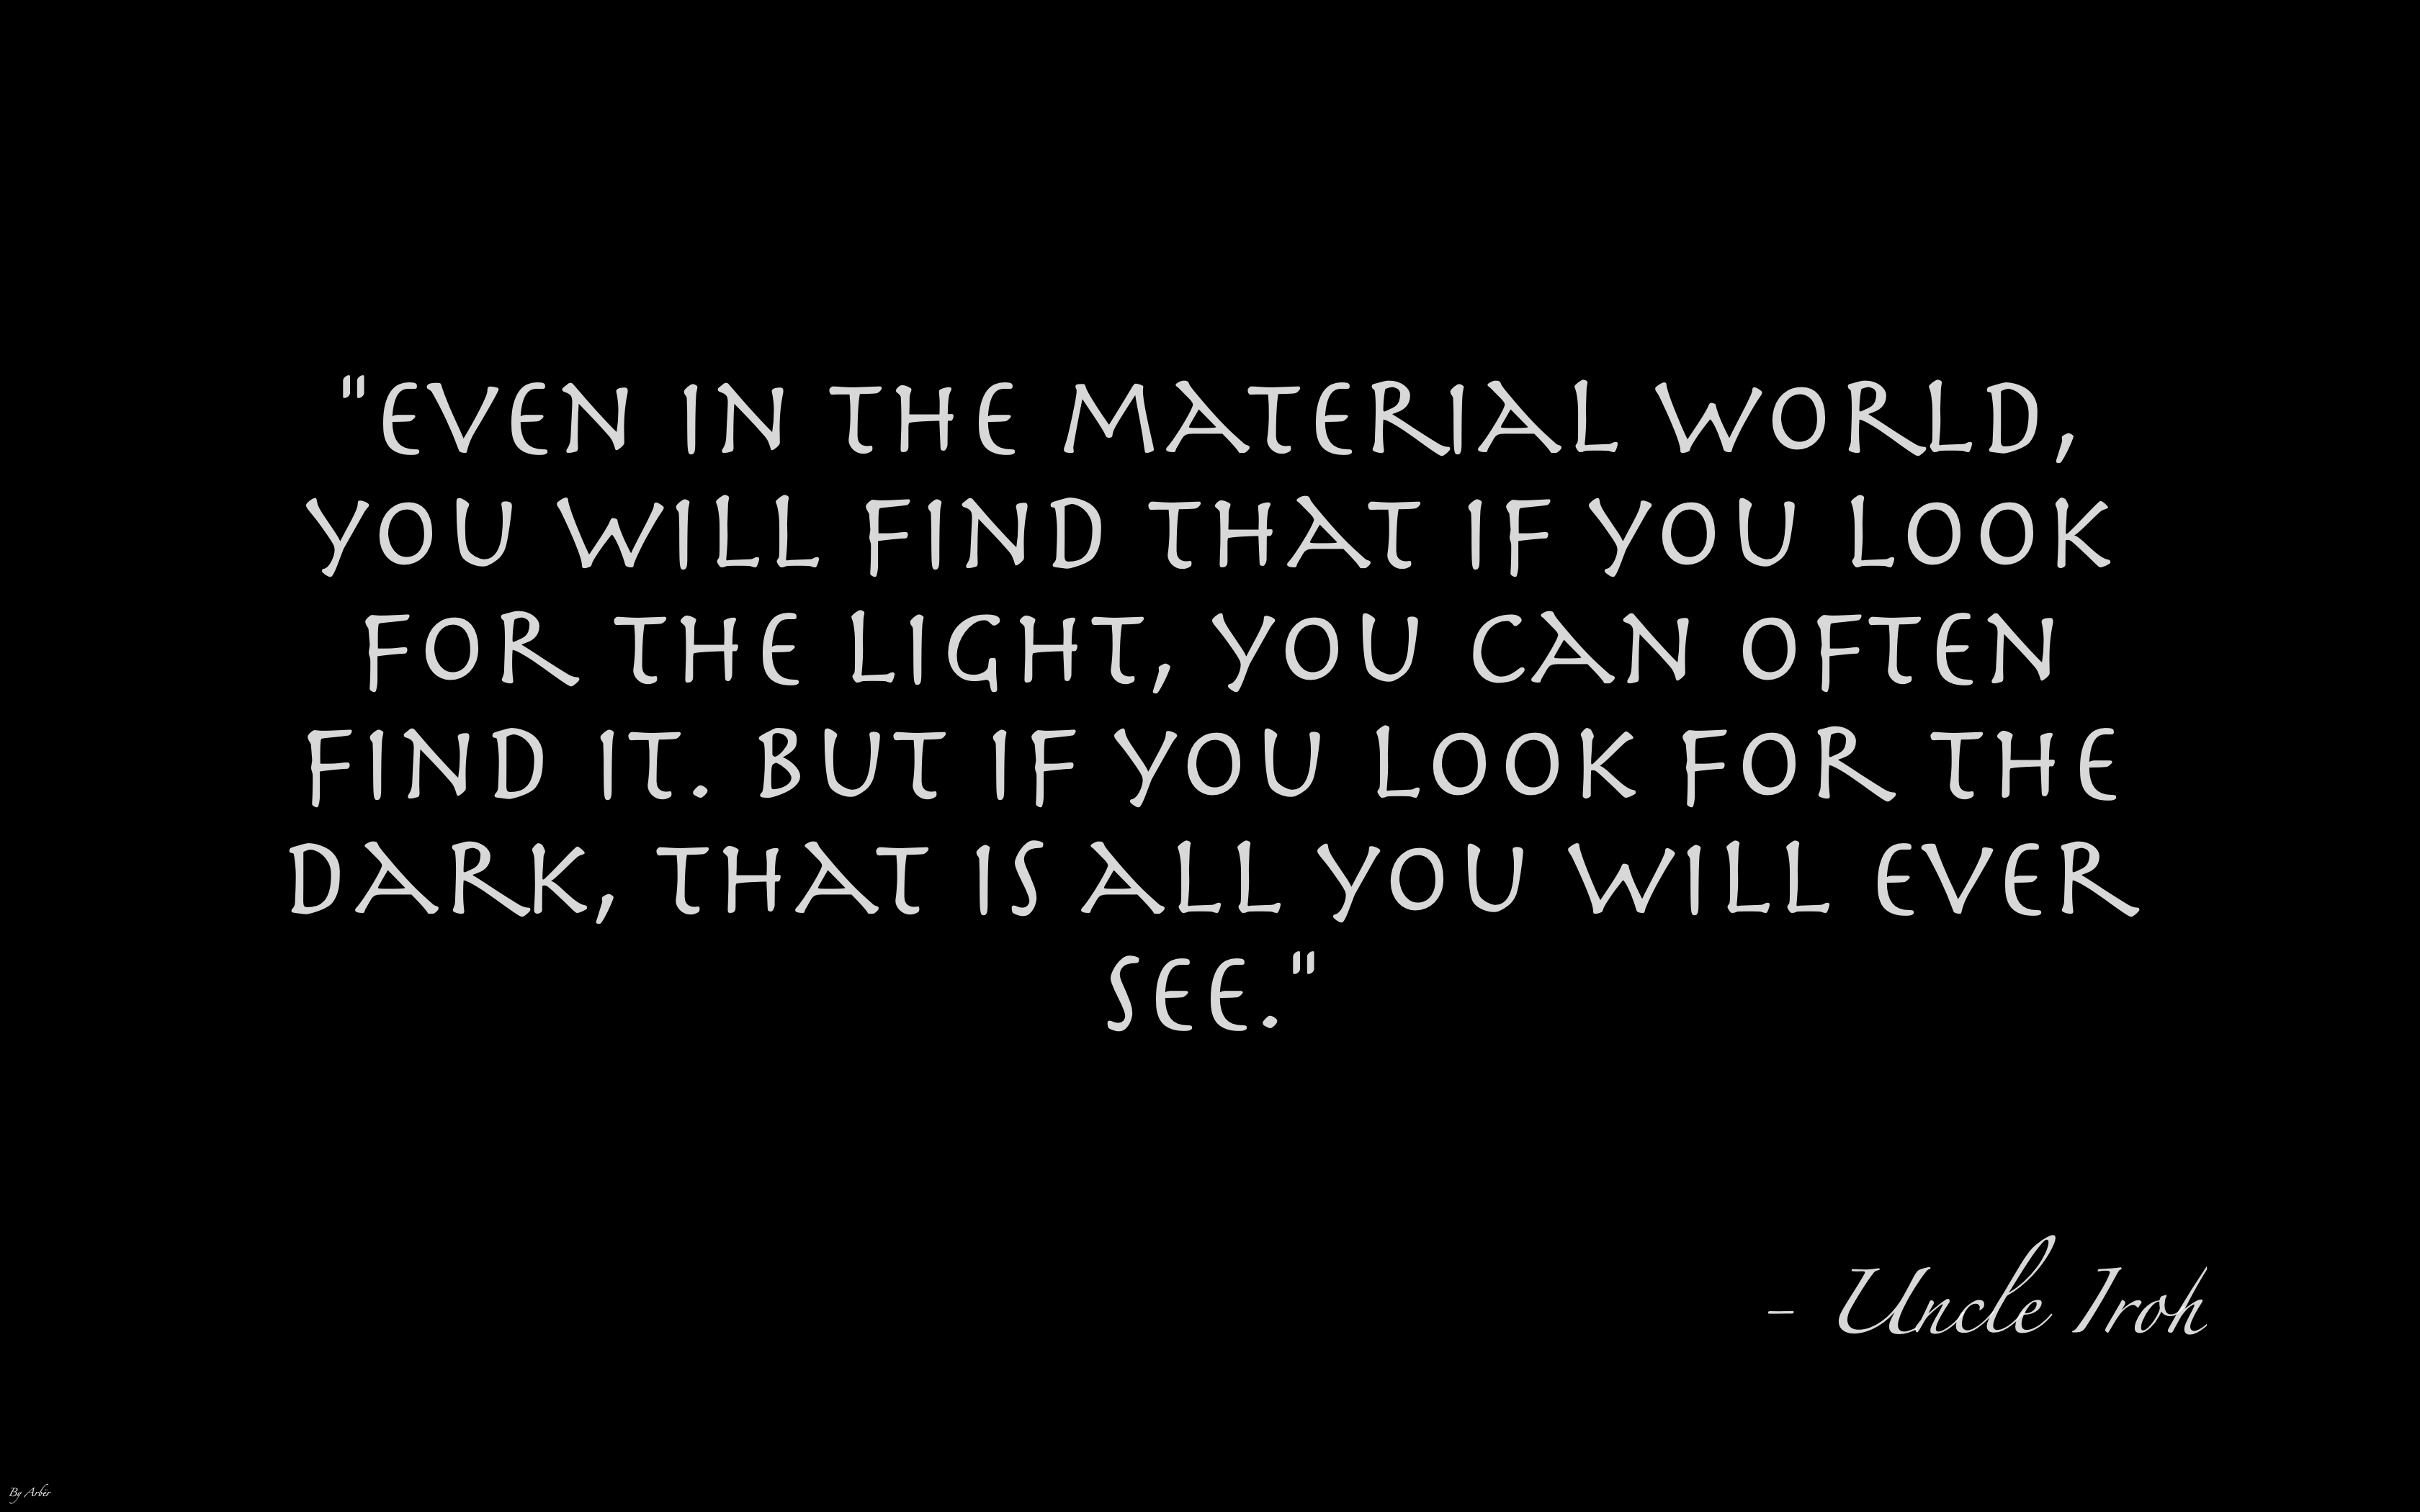 "EVEN IN THE MATERIAL WORLD,
YOU WILL FIND THAT IF YOU LOOK
FOR THE LIGHT, YOU CAN OFTEN
FIND IT. BUT IF YOU LOOK FOR THE
DARK, THAT IS ALL YOU WILL EVER
SEE."
- Uncle Iroh
By Arbër